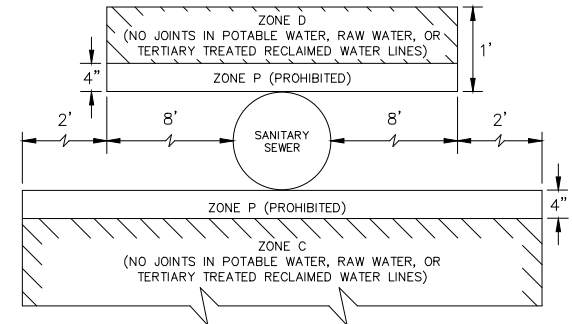 ZONE D
(NO JOINTS IN POTABLE WATER, RAW WATER, OR
TERTIARY TREATED RECLAIMED WATER LINES)
1'
4"
ZONE P (PROHIBITED)
2'
8'
SANITARY
SEWER
8'
2'
ZONE P (PROHIBITED)
4"
ZONE C
(NO JOINTS IN POTABLE WATER, RAW WATER, OR
TERTIARY TREATED RECLAIMED WATER LINES)